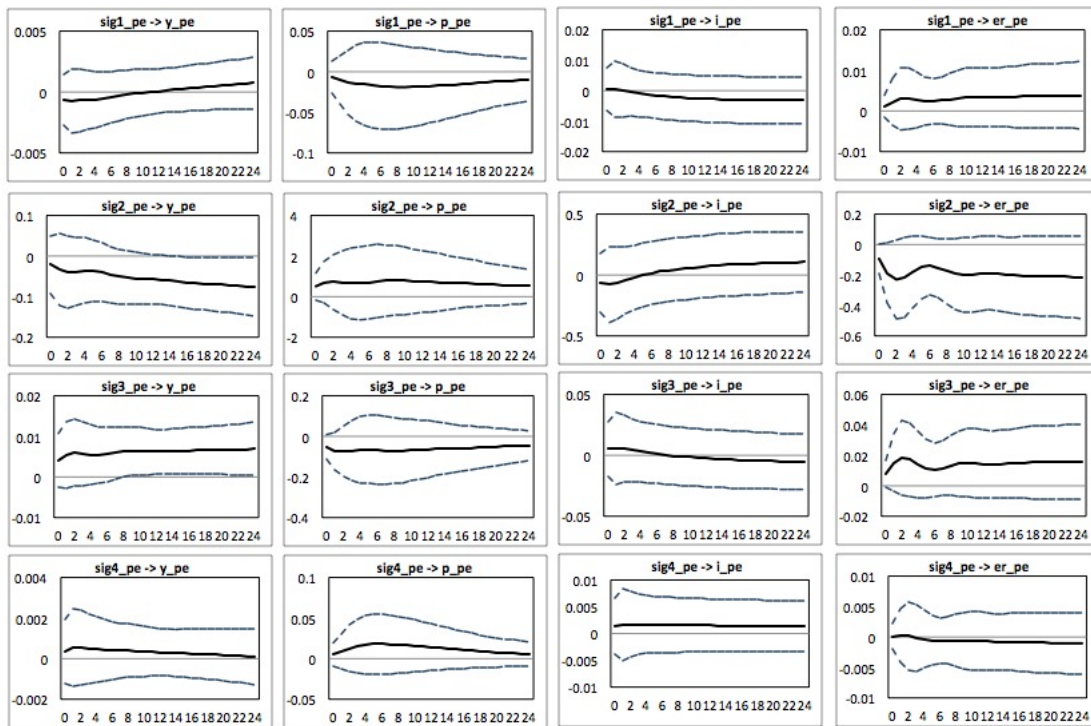 sig1_pe -> y_pe
0.005
0
-0.005
0 2 4 6 8 10 12 14 16 18 20 22 24
sig1_pe -> p_pe
0.05
0
-0.05
-0.1
0 2 4 6 8 10 12 14 16 18 20 22 24
sig1_pe -> i_pe
0.02
0.01
0
-0.01
-0.02
0 2 4 6 8 10 12 14 16 18 20 22 24
sig1_pe -> er_pe
0.02
0.01
0
-0.01
0 2 4 6 8 10 12 14 16 18 20 22 24
sig2_pe -> y_pe
0.1
0
-0.1
-0.2
0 2 4 6 8 10 12 14 16 18 20 22 24
sig2_pe -> p_pe
4
2
0
-2
0 2 4 6 8 10 12 14 16 18 20 22 24
sig2_pe -> i_pe
0.5
0
-0.5
0 2 4 6 8 10 12 14 16 18 20 22 24
sig2_pe -> er_pe
0.2
0
-0.2
-0.4
-0.6
0 2 4 6 8 10 12 14 16 18 20 22 24
sig3_pe -> y_pe
0.02
0.01
0
-0.01
0 2 4 6 8 10 12 14 16 18 20 22 24
sig3_pe -> p_pe
0.2
0
-0.2
-0.4
0 2 4 6 8 10 12 14 16 18 20 22 24
sig3_pe -> i_pe
0.05
0
-0.05
0 2 4 6 8 10 12 14 16 18 20 22 24
sig3_pe -> er_pe
0.06
0.04
0.02
0
-0.02
0 2 4 6 8 10 12 14 16 18 20 22 24
sig4_pe -> y_pe
0.004
0.002
0
-0.002
0 2 4 6 8 10 12 14 16 18 20 22 24
sig4_pe -> p_pe
0.1
0.05
0
-0.05
0 2 4 6 8 10 12 14 16 18 20 22 24
sig4_pe -> i_pe
0.01
0.005
0
-0.005
-0.01
0 2 4 6 8 10 12 14 16 18 20 22 24
sig4_pe -> er_pe
0.01
0.005
0
-0.005
-0.01
0 2 4 6 8 10 12 14 16 18 20 22 24